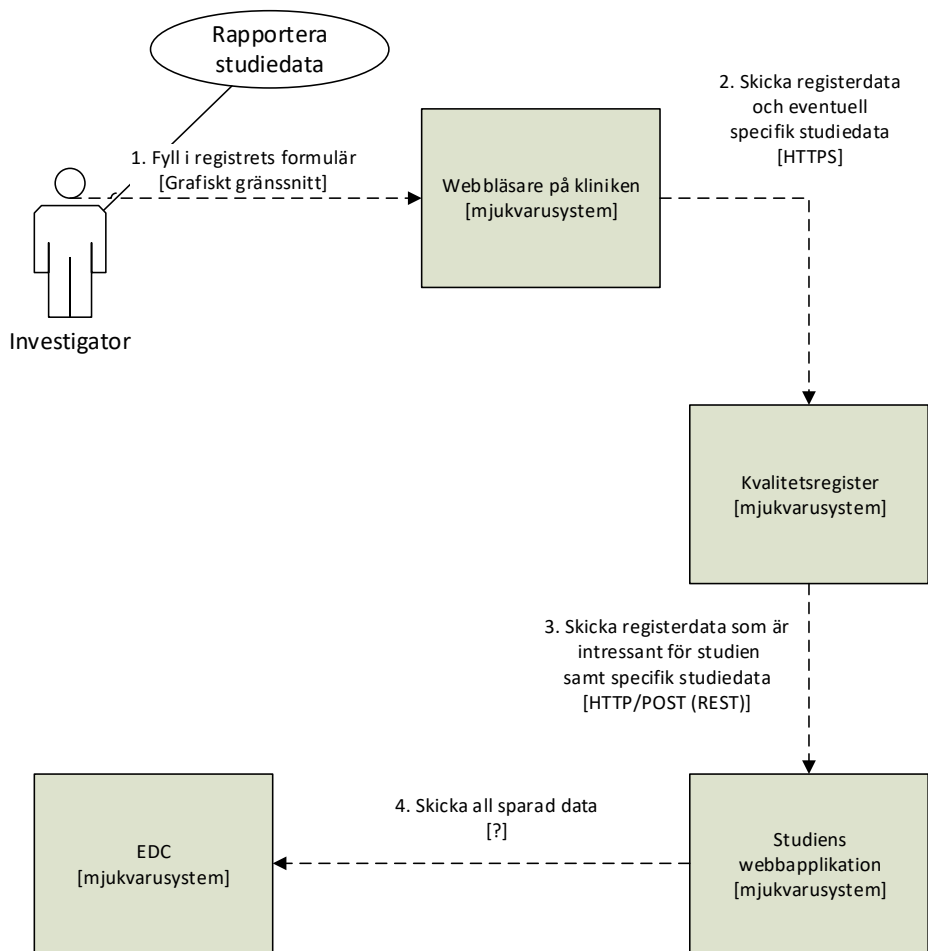 Rapportera
studiedata
1. Fyll i registrets formulär
[Grafiskt gränssnitt]
Investigator
Webbläsare på kliniken
[mjukvarusystem]
2. Skicka registerdata
och eventuell
specifik studiedata
[HTTPS]
Kvalitetsregister
[mjukvarusystem]
3. Skicka registerdata som är
intressant för studien
samt specifik studiedata
[HTTP/POST (REST)]
Studiens
webbapplikation
[mjukvarusystem]
4. Skicka all sparad data
[?]
EDC
[mjukvarusystem]